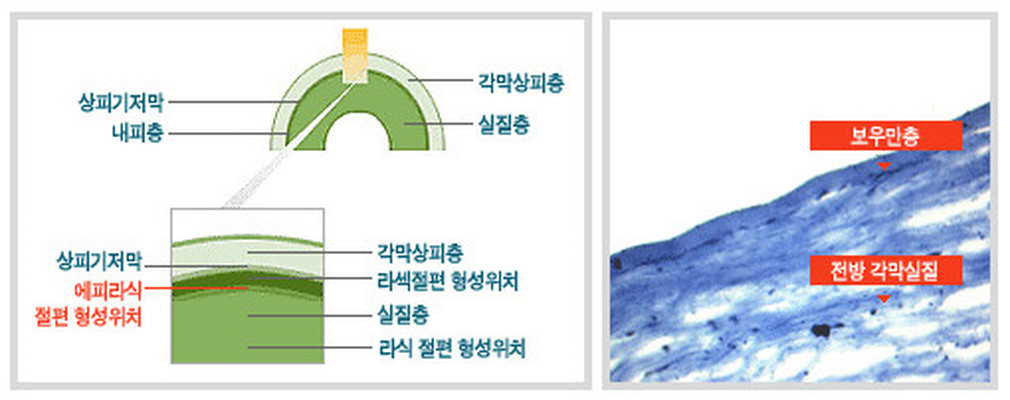 각막상피층
상피기저막
실질층
내피층
각막상피층
상피기저막
라섹절편 형성위치
에피라식
절편 형성위치
실질층
라식 절편 형성위치
보우만층
전방 각막실질